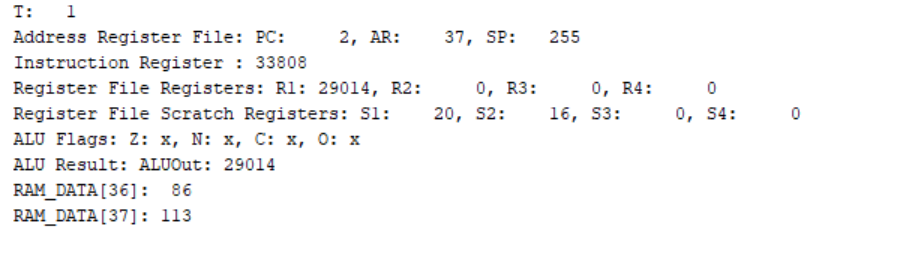 T: 1
Address Register File: PC: 2, AR: 37, SP: 255
Instruction Register : 33808
Register File Registers: R1: 29014, R2: 0, R3: 0, R4: 0
Register File Scratch Registers: S1: 20, S2: 16, S3: 0, S4: 0
ALU Flags: Z: x, N: x, C: x, O: x
ALU Result: ALUOut: 29014
RAM_DATA[36]: 86
RAM_DATA[37]: 113